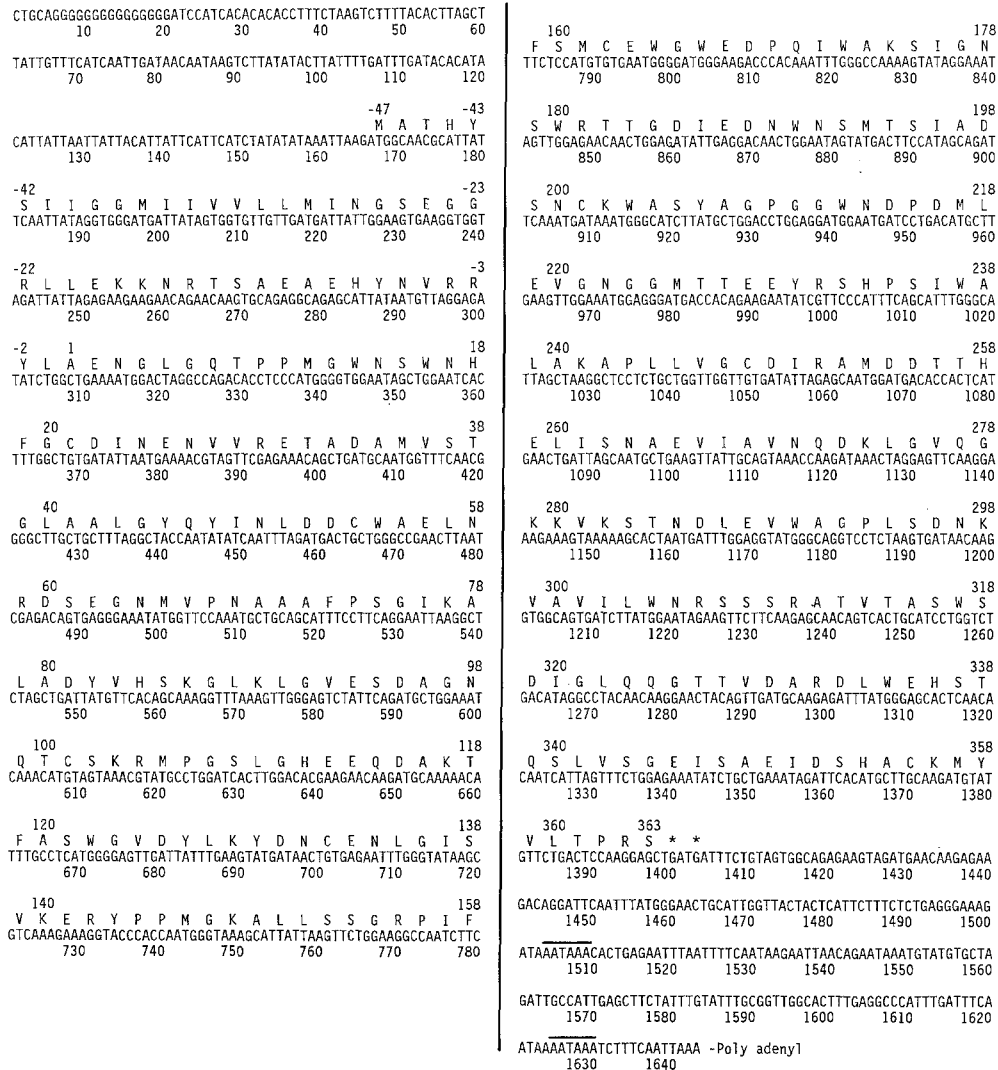 CTGCAGGGGGGGGGGGGGGGGATCCATCACACACACCTTTCTAAGTCTTTTACACTTAGCT
10 20 30 40 50 60
TATTGTTTCATCAATTGATAACAATAAGTCTTATATACTTATTTTGATTTGATACACATA
70 80 90 100 110 120
-47 -43
M A T H Y
CATTATTAATTATTACATTATTCATTCATCTATATATAAATTAAGATGGCAACGCATTAT
130 140 150 160 170 180
-42 -23
S I I G G M I I V V L L M I N G S E G G
TCAATTATAGGTGGGATGATTATAGTGGTGTTGTTGATGATTATTGGAAGTGAAGGTGGT
190 200 210 220 230 240
-22 -3
R L L E K K N R T S A E A E H Y N V R R
AGATTATTAGAGAAGAAGAACAGAACAAGTGCAGAGGCAGAGCATTATAATGTTAGGAGA
250 260 270 280 290 300
-2 1 18
Y L A E N G L G Q T P P M G W N S W N H
TATCTGGCTGAAAATGGACTAGGCCAGACACCTCCCATGGGGTGGAATAGCTGGAATCAC
310 320 330 340 350 360
20 38
F G C D I N E N V V R E T A D A M V S T
TTTGGCTGTGATATTAATGAAAACGTAGTTCGAGAAACAGCTGATGCAATGGTTTCAACG
370 380 390 400 410 420
40 58
G L A A L G Y Q Y I N L D D C W A E L N
GGGCTTGCTGCTTTAGGCTACCAATATATCAATTTAGATGACTGCTGGGCCGAACTTAAT
430 440 450 460 470 480
60 78
R D S E G N M V P N A A A F P S G I K A
CGAGACAGTGAGGGAAATATGGTTCCAAATGCTGCAGCATTTCCTTCAGGAATTAAGGCT
490 500 510 520 530 540
80 98
L A D Y V H S K G L K L G V E S D A G N
CTAGCTGATTATGTTCACAGCAAAGGTTTAAAGTTGGGAGTCTATTCAGATGCTGGAAAT
550 560 570 580 590 600
100 118
Q T C S K R M P G S L G H E E Q D A K T
CAAACATGTAGTAAACGTATGCCTGGATCACTTGGACACGAAGAACAAGATGCAAAAACA
610 620 630 640 650 660
120 138
F A S W G V D Y L K Y D N C E N L G I S
TTTGCCTCATGGGGAGTTGATTATTTGAAGTATGATAACTGTGAGAATTTGGGTATAAGC
670 680 690 700 710 720
140 158
V K E R Y P P M G K A L L S S G R P I F
GTCAAAGAAAGGTACCCACCAATGGGTAAAGCATTATTAAGTTCTGGAAGGCCAATCTTC
730 740 750 760 770 780
160 178
F S M C E W G W E D P Q I W A K S I G N
TTCTCCATGTGTGAATGGGGATGGGAAGACCCACAAATTTGGGCCAAAAGTATAGGAAAT
790 800 810 820 830 840
180 198
S W R T T G D I E D N W N S M T S I A D
AGTTGGAGAACAACTGGAGATATTGAGGACAACTGGAATAGTATGACTTCCATAGCAGAT
850 860 870 880 890 900
200 218
S N C K W A S Y A G P G G W N D P D M L
TCAAATGATAAATGGGCATCTTATGCTGGACCTGGAGGATGGAATGATCCTGACATGCTT
910 920 930 940 950 960
220 238
E V G N G G M T T E E Y R S H P S I W A
GAAGTTGGAAATGGAGGGATGACCACAGAAGAATATCGTTCCCATTTCAGCATTTGGGCA
970 980 990 1000 1010 1020
240 258
L A K A P L L V G C D I R A M D D T T H
TTAGCTAAGGCTCCTCTGCTGGTTGGTTGTGATATTAGAGCAATGGATGACACCACTCAT
1030 1040 1050 1060 1070 1080
260 278
E L I S N A E V I A V N Q D K L G V Q G
GAACTGATTAGCAATGCTGAAGTTATTGCAGTAAACCAAGATAAACTAGGAGTTCAAGGA
1090 1100 1110 1120 1130 1140
280 298
K K V K S T N D L E V W A G P L S D N K
AAGAAAGTAAAAAGCACTAATGATTTGGAGGTATGGGCAGGTCCTCTAAGTGATAACAAG
1150 1160 1170 1180 1190 1200
300 318
V A V I L W N R S S S R A T V T A S W S
GTGGCAGTGATCTTATGGAATAGAAGTTCTTCAAGAGCAACAGTCACTGCATCCTGGTCT
1210 1220 1230 1240 1250 1260
320 338
D I G L Q Q G T T V D A R D L W E H S T
GACATAGGCCTACAACAAGGAACTACAGTTGATGCAAGAGATTTATGGGAGCACTCAACA
1270 1280 1290 1300 1310 1320
340 358
Q S L V S G E I S A E I D S H A C K M Y
CAATCATTAGTTTCTGGAGAAATATCTGCTGAAATAGATTCACATGCTTGCAAGATGTAT
1330 1340 1350 1360 1370 1380
360 363
V L T P R S * *
GTTCTGACTCCAAGGAGCTGATGATTTCTGTAGTGGCAGAGAAGTAGATGAACAAGAGAA
1390 1400 1410 1420 1430 1440
GACAGGATTCAATTTATGGGAACTGCATTGGTTACTACTCATTCTTTCTCTGAGGGAAAG
1450 1460 1470 1480 1490 1500
ATAAATAAACACTGAGAATTTAATTTTCAATAAGAATTAACAGAATAAATGTATGTGCTA
1510 1520 1530 1540 1550 1560
GATTGCCATTGAGCTTCTATTTGTATTTGCGGTTGGCACTTTGAGGCCCATTTGATTTCA
1570 1580 1590 1600 1610 1620
ATAAAATAAATCTTTCAATTAAA -Poly adenyl
1630 1640